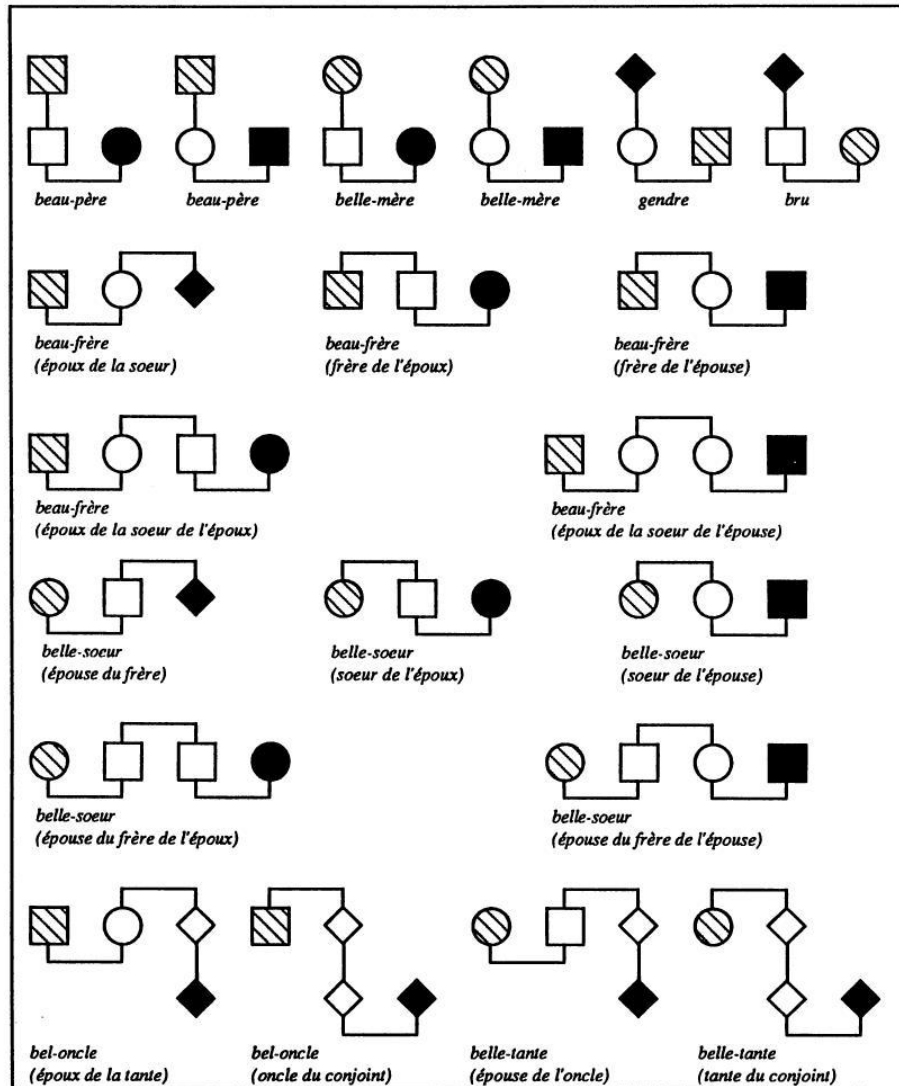 beau-père beau-père belle-mère belle-mère gendre bru
beau-frère
(époux de la soeur)
beau-frère
(frère de l'époux)
beau-frère
(frère de l'épouse)
beau-frère
(époux de la soeur de l'époux)
beau-frère
(époux de la soeur de l'épouse)
belle-soeur
(épouse du frère)
belle-soeur
(soeur de l'époux)
belle-soeur
(soeur de l'épouse)
belle-soeur
(épouse du frère de l'époux)
belle-soeur
(épouse du frère de l'épouse)
bel-oncle
(époux de la tante)
bel-oncle
(oncle du conjoint)
belle-tante
(épouse de l'oncle)
belle-tante
(tante du conjoint)